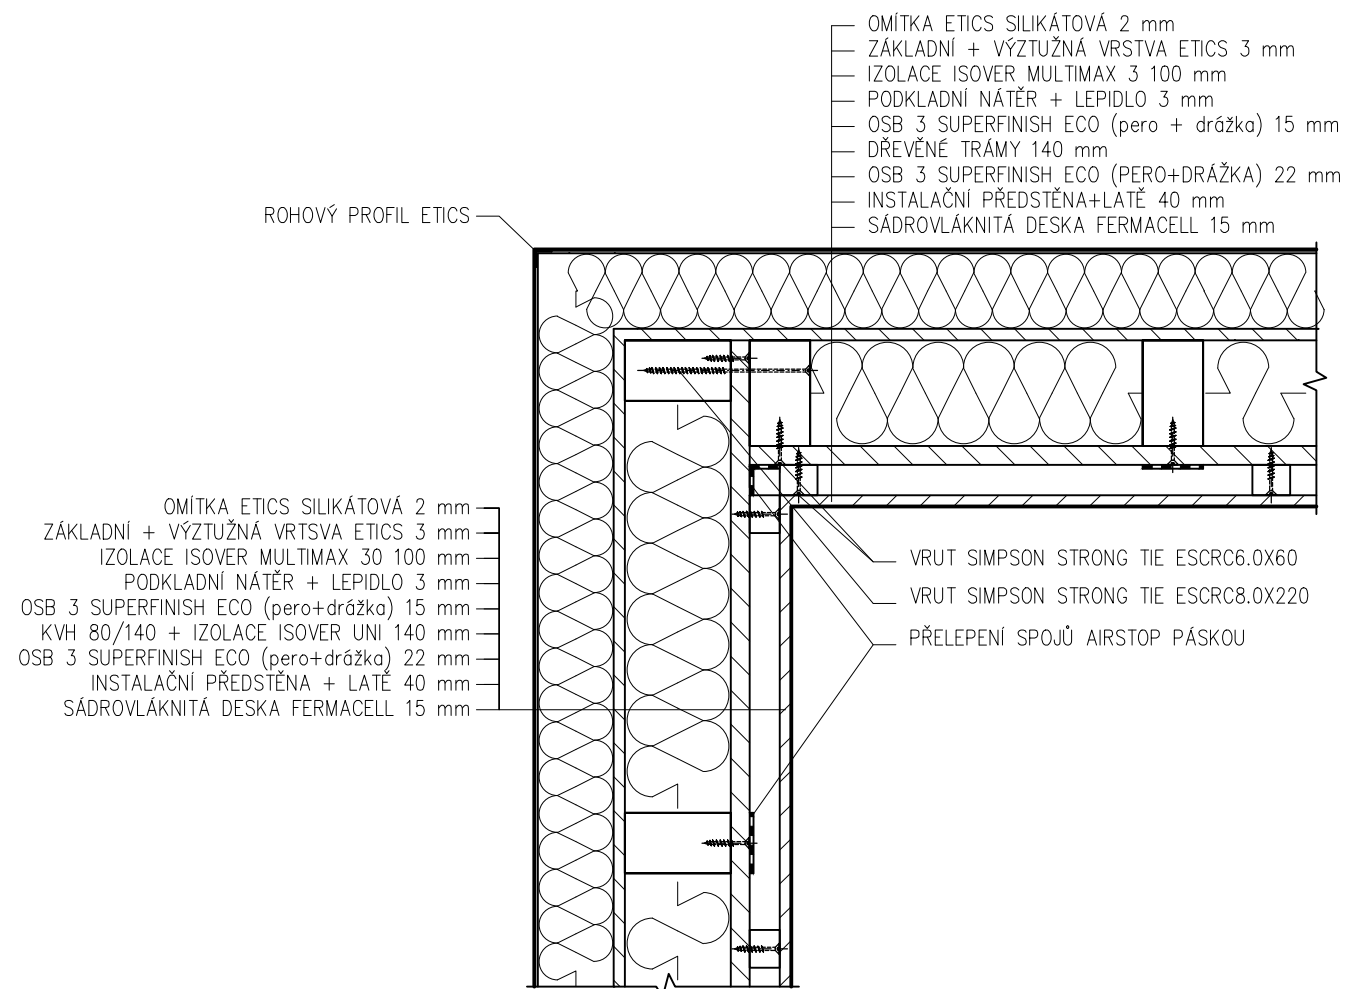 OMÍTKA ETICS SILIKÁTOVÁ 2 mm
ZÁKLADNÍ + VÝZTUŽNÁ VRSTVA ETICS 3 mm
IZOLACE ISOVER MULTIMAX 3 100 mm
PODKLADNÍ NÁTĚR + LEPIDLO 3 mm
OSB 3 SUPERFINISH ECO (pero + drážka) 15 mm
DŘEVĚNÉ TRÁMY 140 mm
OSB 3 SUPERFINISH ECO (PERO+DRÁŽKA) 22 mm
INSTALAČNÍ PŘEDSTĚNA+LATĚ 40 mm
SÁDROVLÁKNITÁ DESKA FERMACELL 15 mm
ROHOVÝ PROFIL ETICS
OMÍTKA ETICS SILIKÁTOVÁ 2 mm
ZÁKLADNÍ + VÝZTUŽNÁ VRTSVA ETICS 3 mm
IZOLACE ISOVER MULTIMAX 30 100 mm
PODKLADNÍ NÁTĚR + LEPIDLO 3 mm
OSB 3 SUPERFINISH ECO (pero+drážka) 15 mm
KVH 80/140 + IZOLACE ISOVER UNI 140 mm
OSB 3 SUPERFINISH ECO (pero+drážka) 22 mm
INSTALAČNÍ PŘEDSTĚNA + LATĚ 40 mm
SÁDROVLÁKNITÁ DESKA FERMACELL 15 mm
VRUT SIMPSON STRONG TIE ESCRC6.0X60
VRUT SIMPSON STRONG TIE ESCRC8.0X220
PŘELEPENÍ SPOJŮ AIRSTOP PÁSKOU